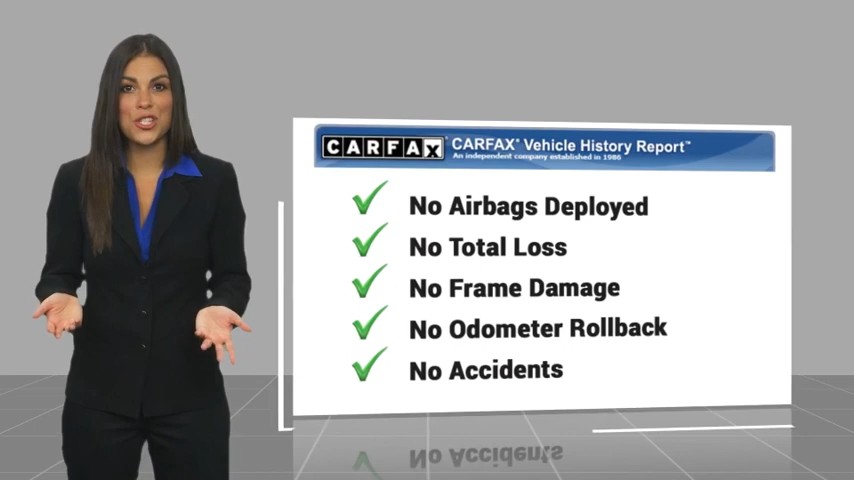 CARFAX CARFAX® Vehicle History Report™
An independent company established in 1986
No Airbags Deployed
No Total Loss
No Frame Damage
No Odometer Rollback
No Accidents
No Accidents